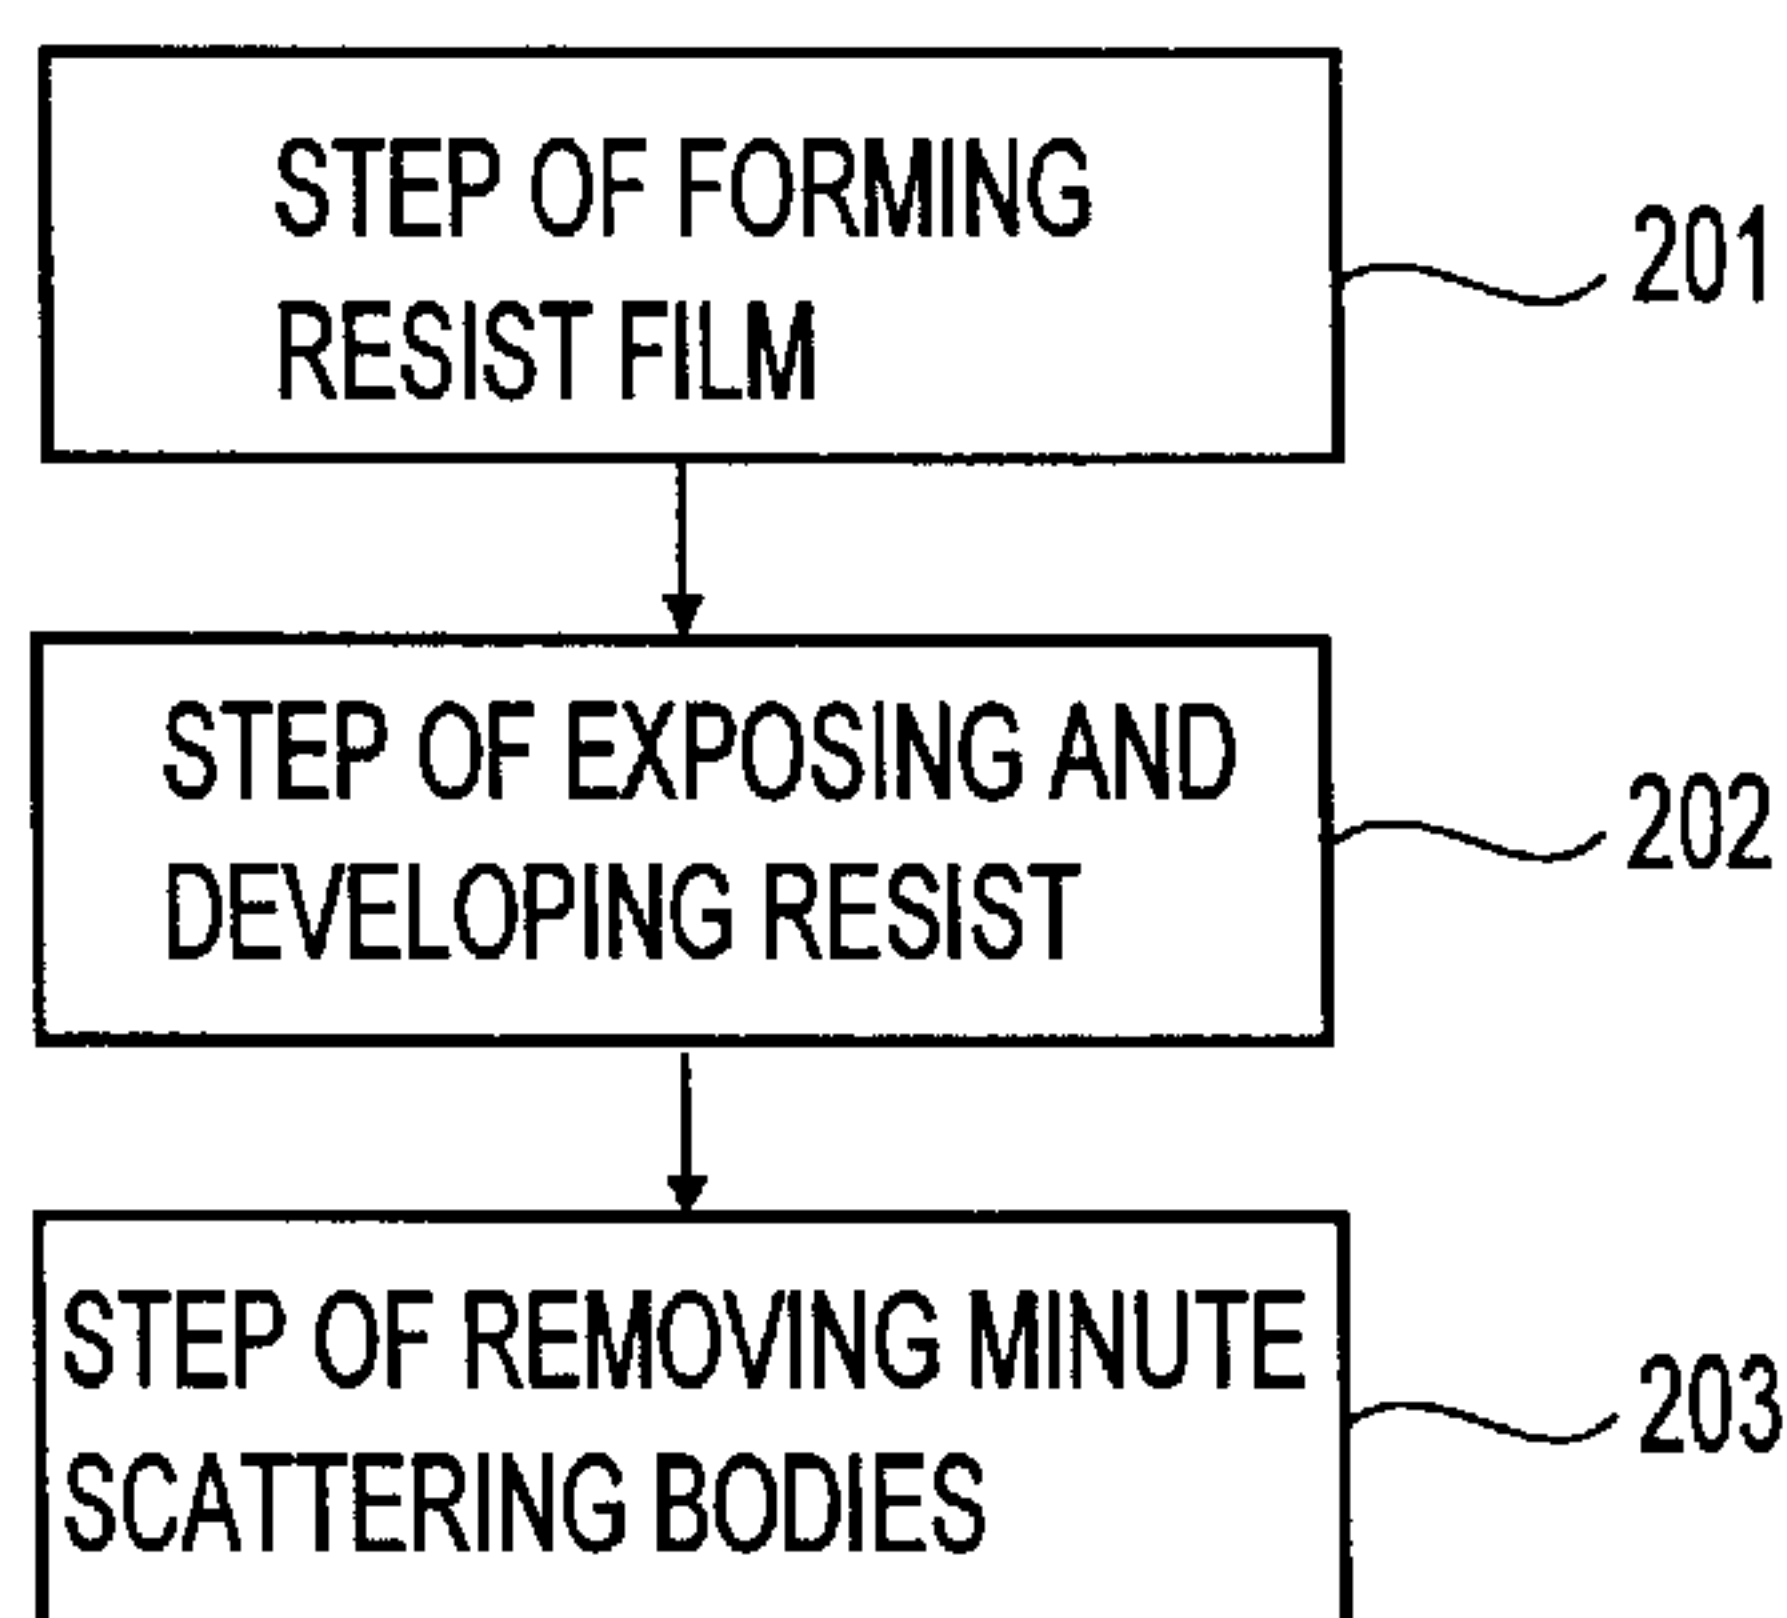 STEP OF FORMING
RESIST FILM
201
STEP OF EXPOSING AND
DEVELOPING RESIST
202
STEP OF REMOVING MINUTE
SCATTERING BODIES
203